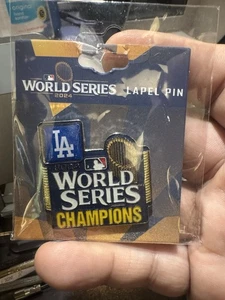 WORLD SERIES LAPEL PIN
2024
LA
WORLD
SERIES
CHAMPIONS